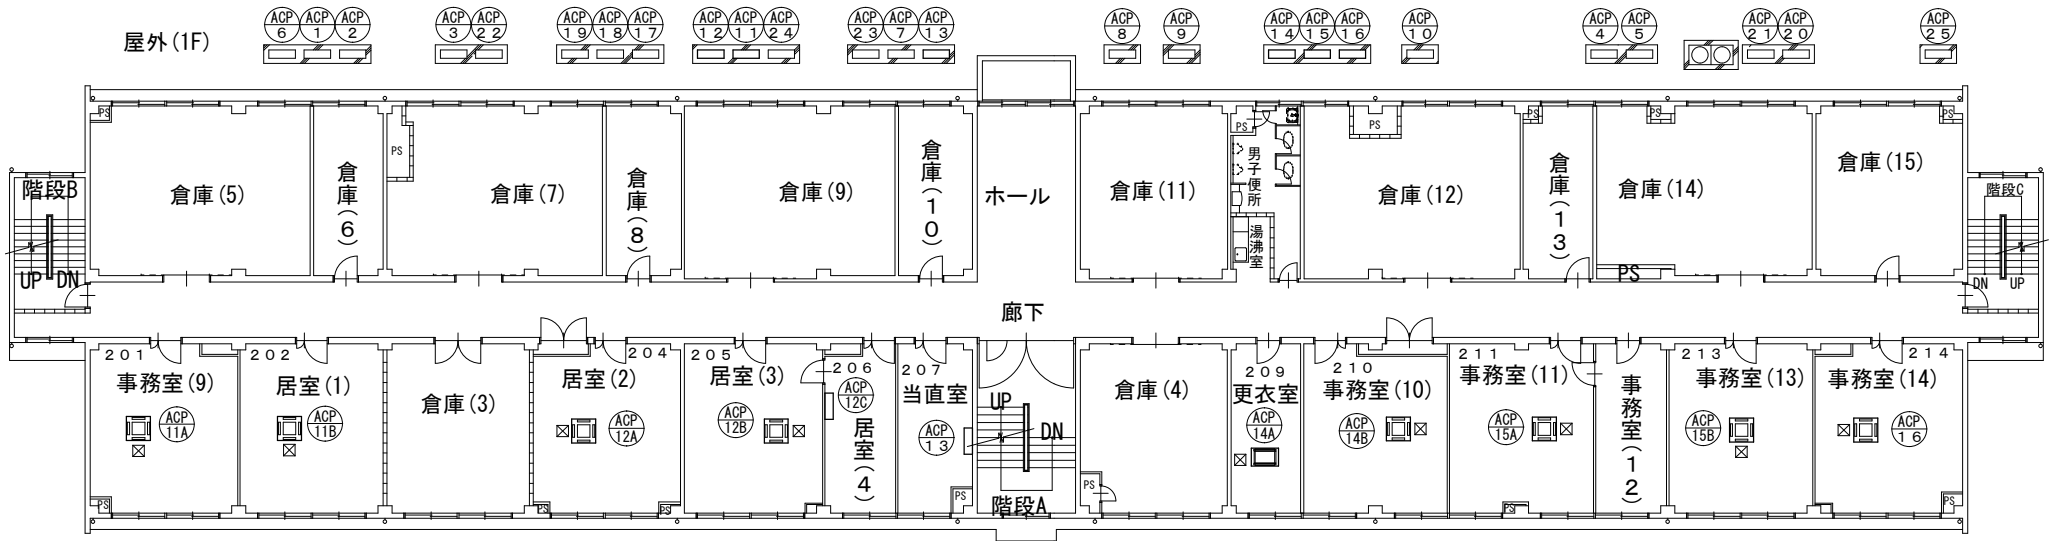 屋外(1F)
ACP 6
ACP 1
ACP 2
ACP 3
ACP 22
ACP 19
ACP 18
ACP 17
ACP 12
ACP 11
ACP 24
ACP 23
ACP 7
ACP 13
ACP 8
ACP 9
ACP 14
ACP 15
ACP 16
ACP 10
ACP 4
ACP 5
ACP 21
ACP 20
ACP 25
階段B
UP DN
PS
倉庫(5)
倉庫(6)
PS
倉庫(7)
倉庫(8)
倉庫(9)
倉庫(10)
ホール
倉庫(11)
PS
男子便所
湯沸室
PS
倉庫(12)
PS
倉庫(13)
PS
倉庫(14)
PS
PS
倉庫(15)
階段C
DN UP
廊下
201
事務室(9)
ACP 11A
PS
202
居室(1)
ACP 11B
倉庫(3)
204
居室(2)
ACP 12A
PS
PS
205
居室(3)
ACP 12B
206
ACP 12C
居室(4)
207
当直室
ACP 13
PS
UP
DN
階段A
倉庫(4)
PS
209
更衣室
ACP 14A
210
事務室(10)
ACP 14B
211
事務室(11)
ACP 15A
PS
事務室(12)
213
事務室(13)
ACP 15B
214
事務室(14)
ACP 16
PS